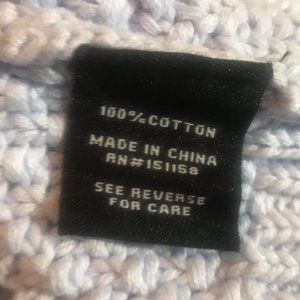 100% COTTON
MADE IN CHINA
RN#151158
SEE REVERSE
FOR CARE